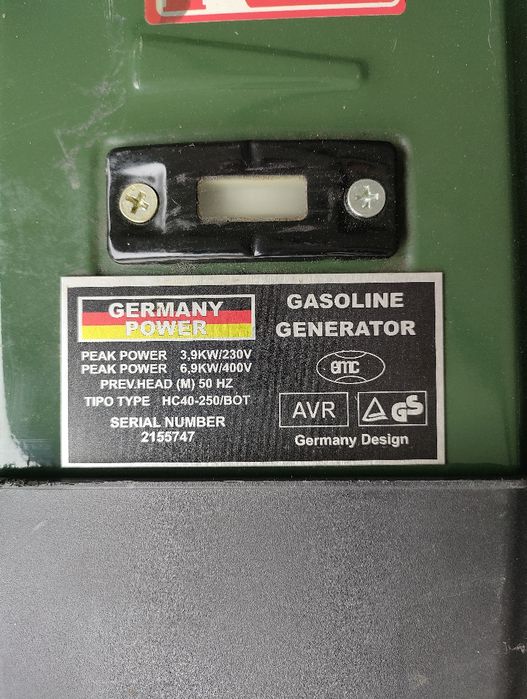 GERMANY
POWER
PEAK POWER 3,9KW/230V
PEAK POWER 6,9KW/400V
PREV.HEAD (M) 50 HZ
TIPO TYPE HC40-250/BOT
SERIAL NUMBER
2155747
GASOLINE
GENERATOR
emc
AVR
GS
Germany Design